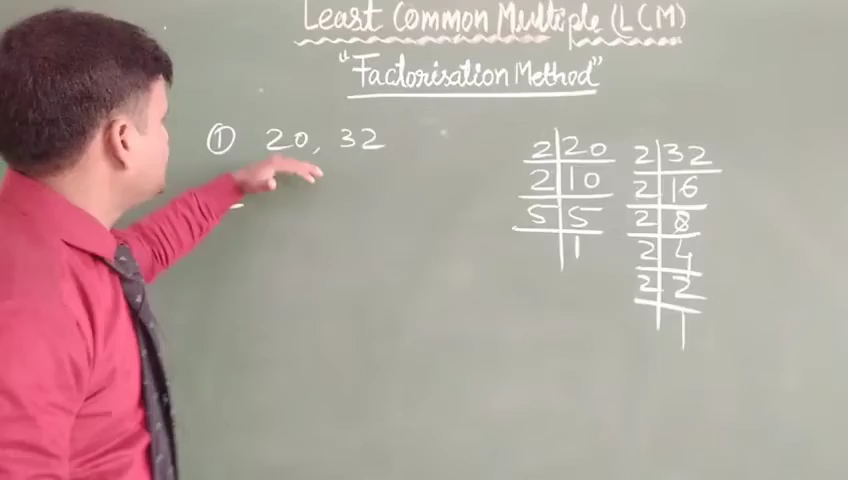 Least Common Multiple (LCM)
"Factorisation Method"
① 20, 32
2 | 20
2 | 10
5 | 5
1
2 | 32
2 | 16
2 | 8
2 | 4
2 | 2
1